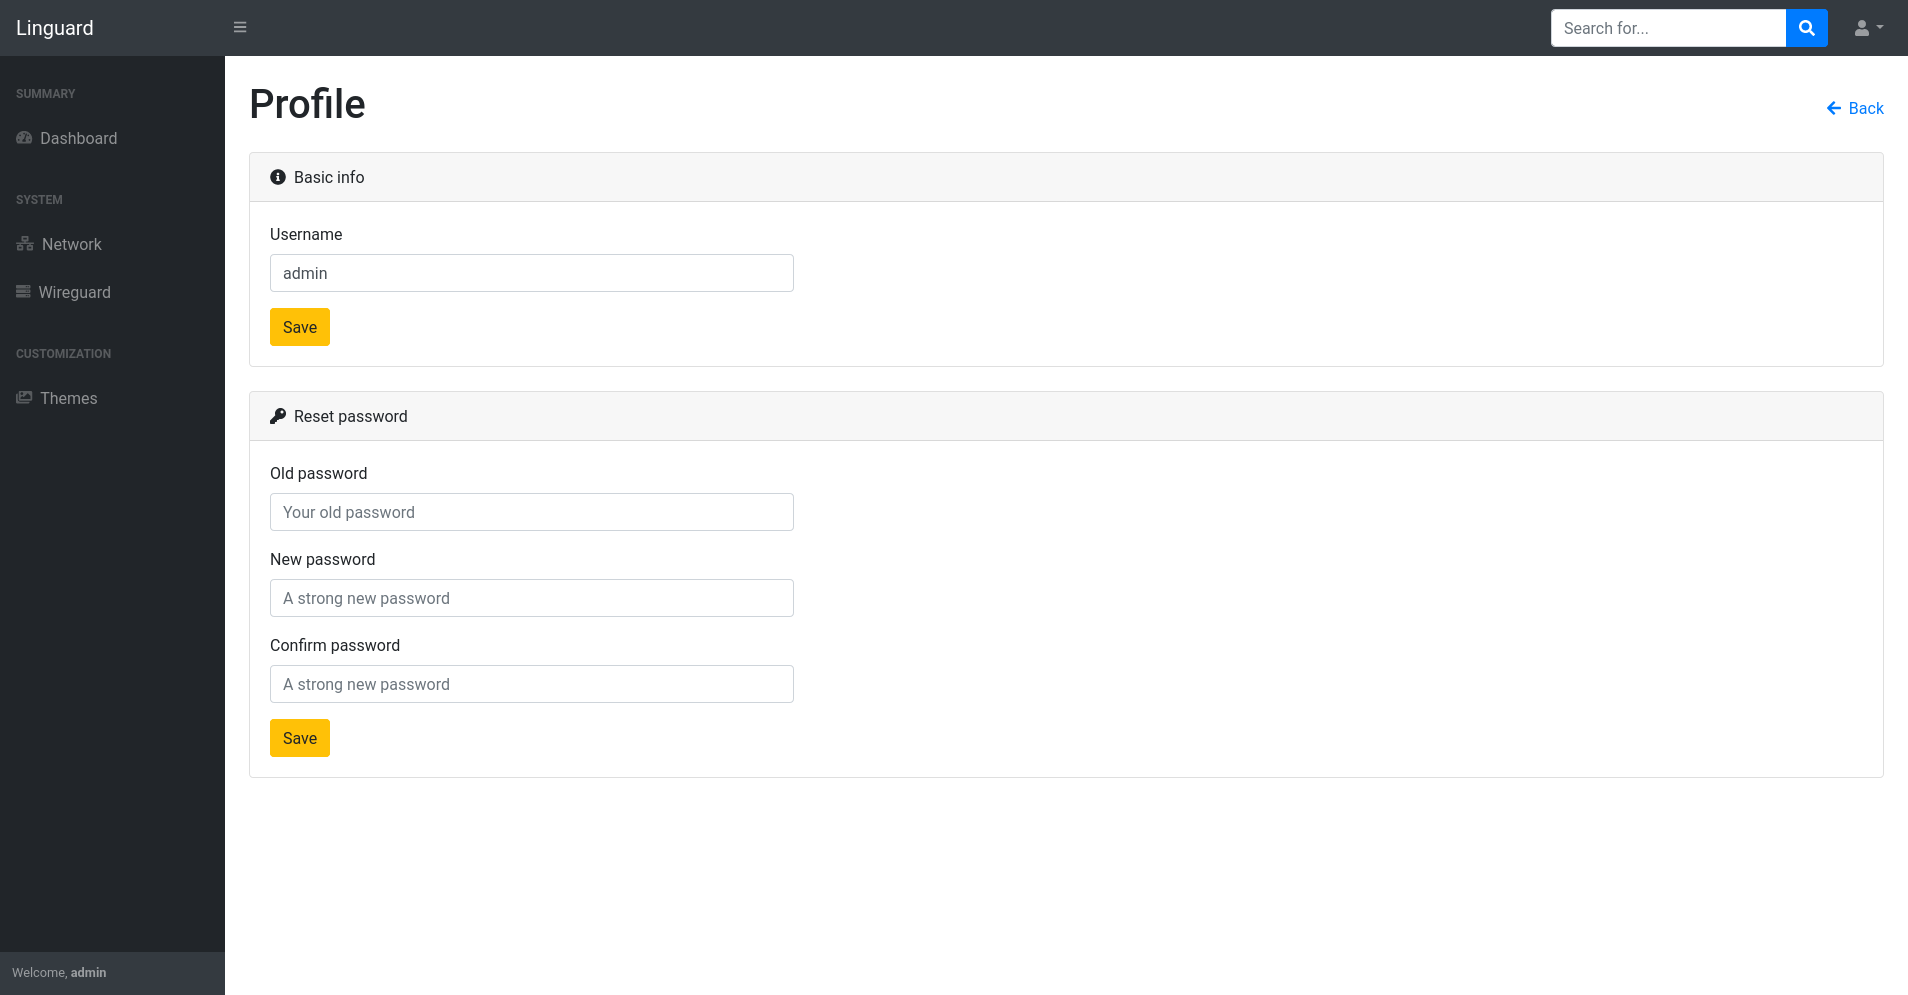 Linguard
Search for...
SUMMARY
Dashboard
SYSTEM
Network
Wireguard
CUSTOMIZATION
Themes
Welcome, admin
Profile
Back
Basic info
Username
admin
Save
Reset password
Old password
Your old password
New password
A strong new password
Confirm password
A strong new password
Save